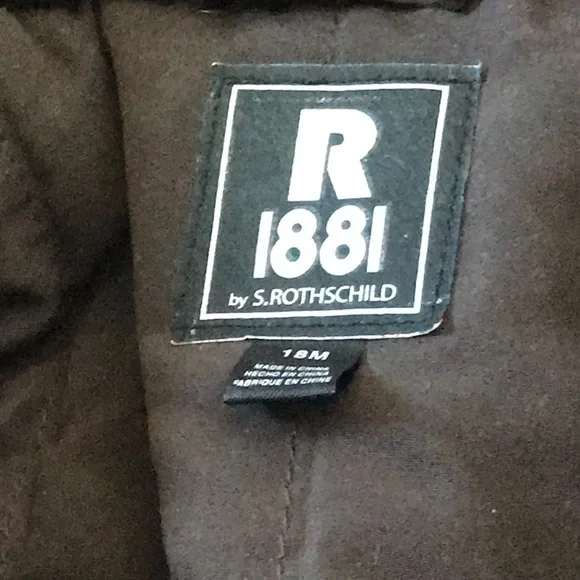 R
1881
by S.ROTHSCHILD
18M
MADE IN CHINA
HECHO EN CHINA
FABRIQUE EN CHINE